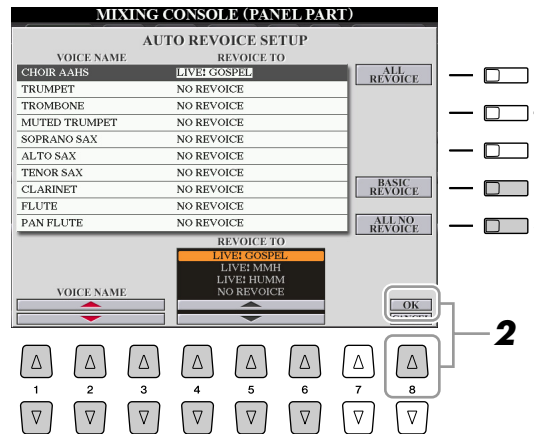 MIXING CONSOLE (PANEL PART)
AUTO REVOICE SETUP
VOICE NAME REVOICE TO
CHOIR AAHS LIVE! GOSPEL
TRUMPET NO REVOICE
TROMBONE NO REVOICE
MUTED TRUMPET NO REVOICE
SOPRANO SAX NO REVOICE
ALTO SAX NO REVOICE
TENOR SAX NO REVOICE
CLARINET NO REVOICE
FLUTE NO REVOICE
PAN FLUTE NO REVOICE
ALL
REVOICE
BASIC
REVOICE
ALL NO
REVOICE
REVOICE TO
LIVE! GOSPEL
LIVE! MMH
LIVE! HUMM
NO REVOICE
VOICE NAME
OK
2
1 2 3 4 5 6 7 8